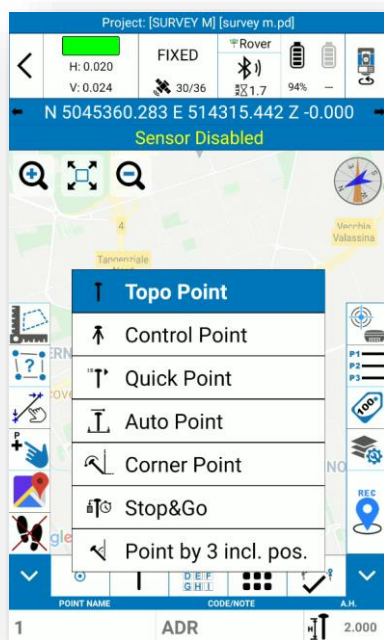 Project: [SURVEY M] [survey m.pd]
H: 0.020
V: 0.024
FIXED
30/36
Rover
1.7
94%
--
N 5045360.283 E 514315.442 Z -0.000
Sensor Disabled
4
Vecchia
Valassina
Tangenziale
Topo Point
Control Point
Quick Point
Auto Point
Corner Point
Stop&Go
Point by 3 incl. pos.
P1
P2
P3
100°
P
REC
NO
DEF
GHI
POINT NAME
CODE/NOTE
A.H.
1
ADR
H
2.000